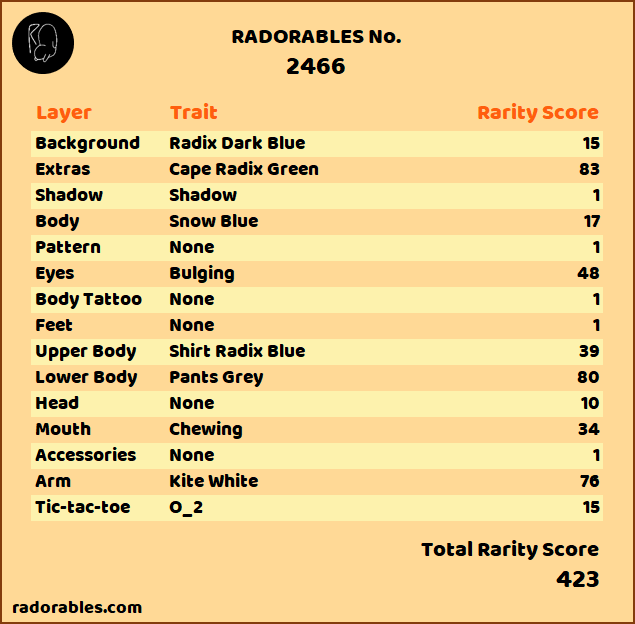 RADORABLES No.
2466
Layer Trait Rarity Score
Background Radix Dark Blue 15
Extras Cape Radix Green 83
Shadow Shadow 1
Body Snow Blue 17
Pattern None 1
Eyes Bulging 48
Body Tattoo None 1
Feet None 1
Upper Body Shirt Radix Blue 39
Lower Body Pants Grey 80
Head None 10
Mouth Chewing 34
Accessories None 1
Arm Kite White 76
Tic-tac-toe O_2 15
Total Rarity Score
423
radorables.com